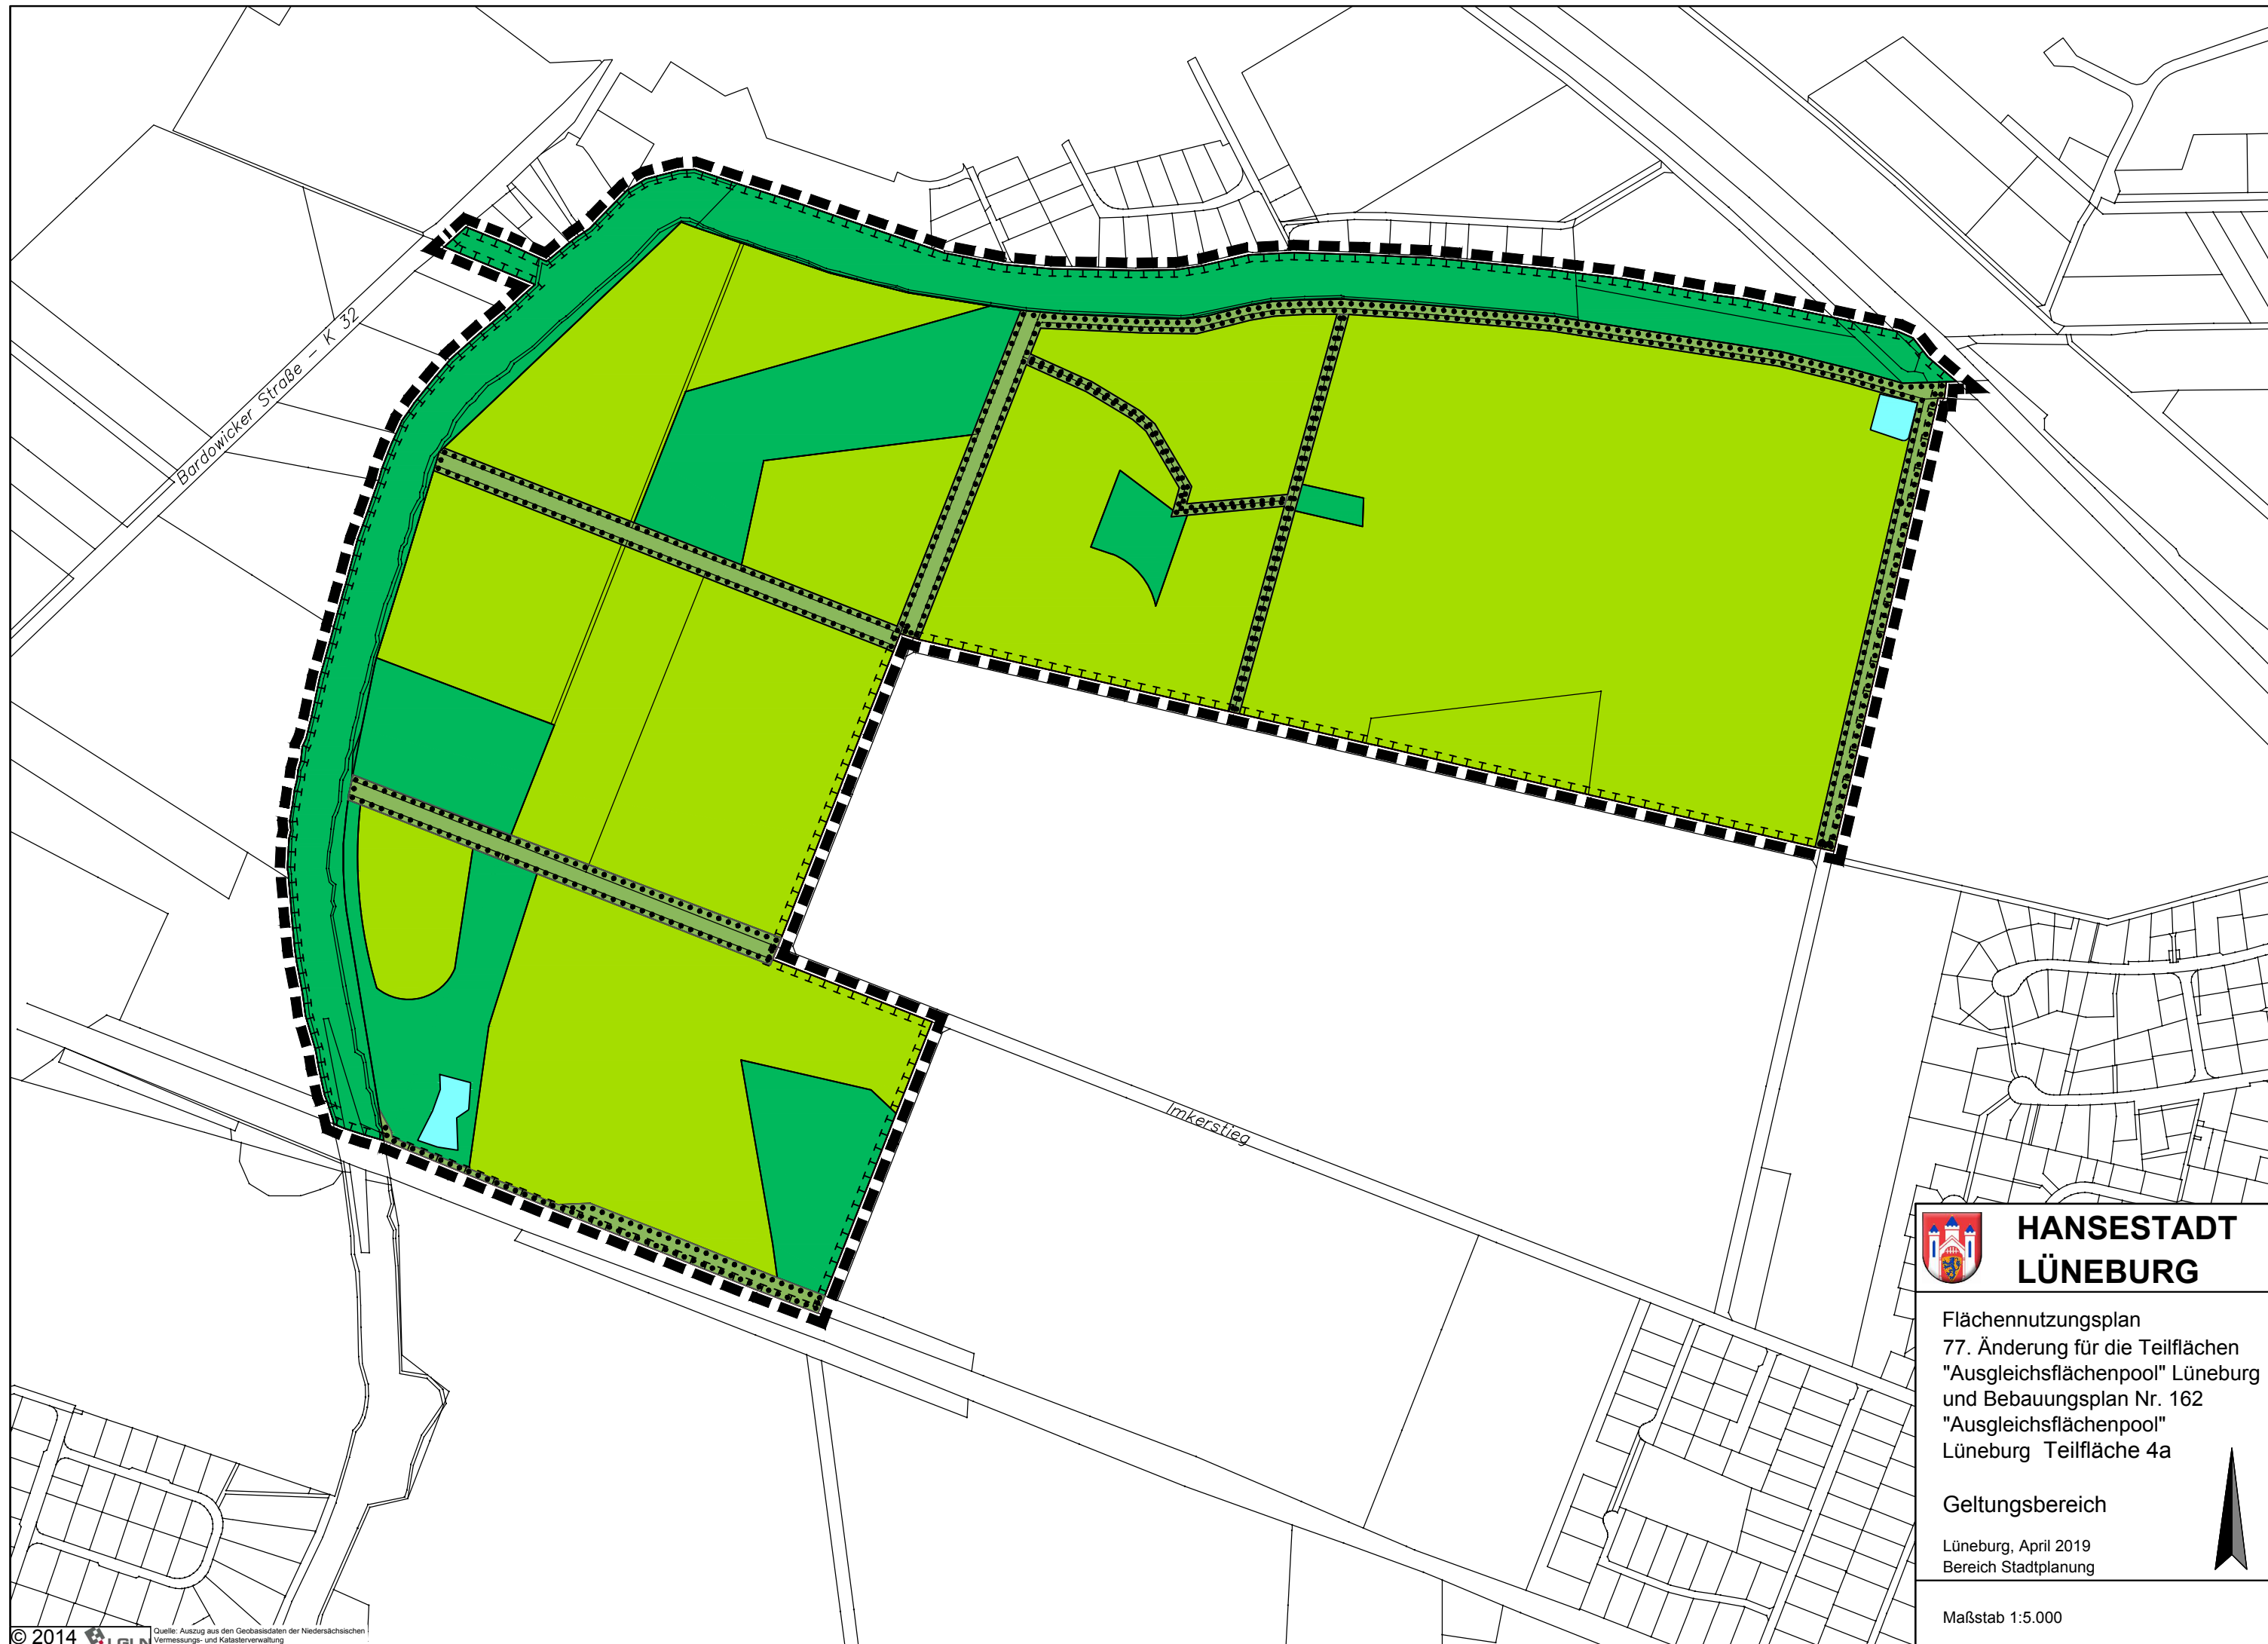 Bardowicker Straße - K 32
Imkerstieg
HANSESTADT
LÜNEBURG
Flächennutzungsplan
77. Änderung für die Teilflächen
"Ausgleichsflächenpool" Lüneburg
und Bebauungsplan Nr. 162
"Ausgleichsflächenpool"
Lüneburg Teilfläche 4a
Geltungsbereich
Lüneburg, April 2019
Bereich Stadtplanung
Maßstab 1:5.000
© 2014 LGLN
Quelle: Auszug aus den Geobasisdaten der Niedersächsischen
Vermessungs- und Katasterverwaltung